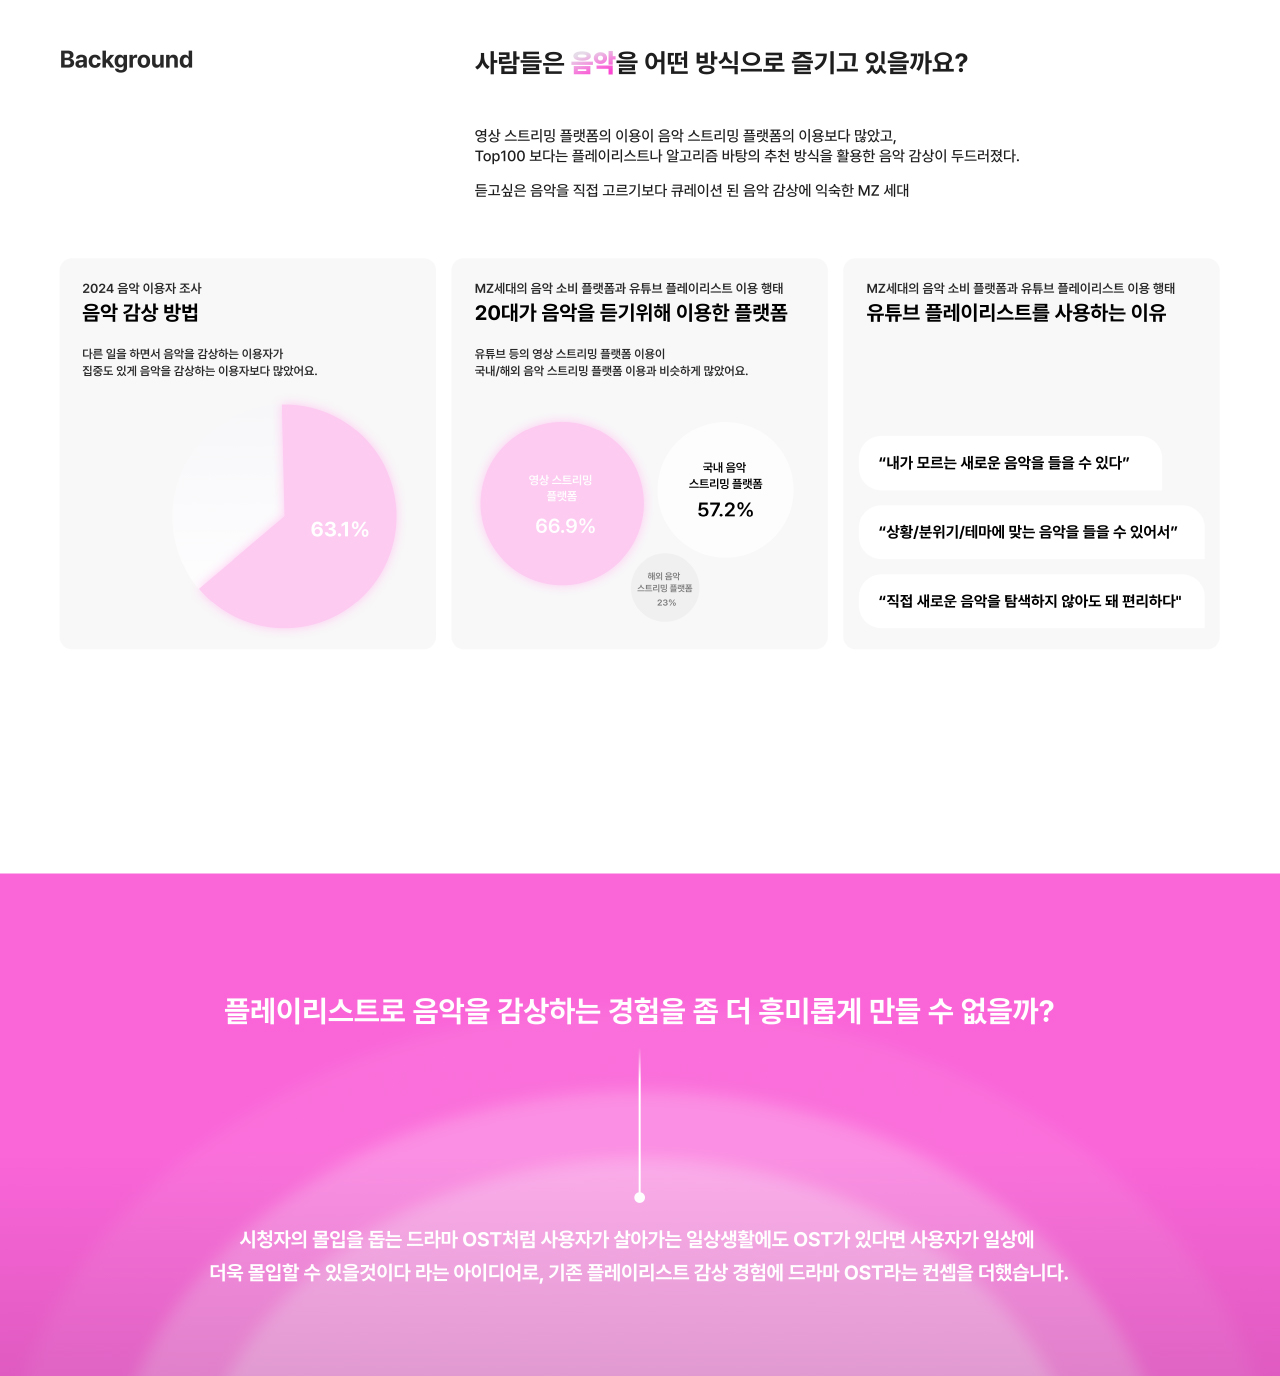 Background
사람들은 음악을 어떤 방식으로 즐기고 있을까요?
영상 스트리밍 플랫폼의 이용이 음악 스트리밍 플랫폼의 이용보다 많았고,
Top100 보다는 플레이리스트나 알고리즘 바탕의 추천 방식을 활용한 음악 감상이 두드러졌다.
듣고싶은 음악을 직접 고르기보다 큐레이션 된 음악 감상에 익숙한 MZ 세대
2024 음악 이용자 조사
음악 감상 방법
다른 일을 하면서 음악을 감상하는 이용자가
집중도 있게 음악을 감상하는 이용자보다 많았어요.
63.1%
MZ세대의 음악 소비 플랫폼과 유튜브 플레이리스트 이용 행태
20대가 음악을 듣기위해 이용한 플랫폼
유튜브 등의 영상 스트리밍 플랫폼 이용이
국내/해외 음악 스트리밍 플랫폼 이용과 비슷하게 많았어요.
영상 스트리밍
플랫폼
66.9%
국내 음악
스트리밍 플랫폼
57.2%
해외 음악
스트리밍 플랫폼
23%
MZ세대의 음악 소비 플랫폼과 유튜브 플레이리스트 이용 행태
유튜브 플레이리스트를 사용하는 이유
“내가 모르는 새로운 음악을 들을 수 있다”
“상황/분위기/테마에 맞는 음악을 들을 수 있어서”
“직접 새로운 음악을 탐색하지 않아도 돼 편리하다"
플레이리스트로 음악을 감상하는 경험을 좀 더 흥미롭게 만들 수 없을까?
시청자의 몰입을 돕는 드라마 OST처럼 사용자가 살아가는 일상생활에도 OST가 있다면 사용자가 일상에
더욱 몰입할 수 있을것이다 라는 아이디어로, 기존 플레이리스트 감상 경험에 드라마 OST라는 컨셉을 더했습니다.